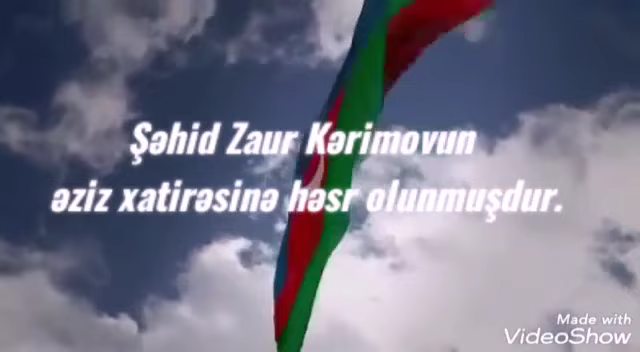 Şəhid Zaur Kərimovun
əziz xatirəsinə həsr olunmuşdur.
Made with
VideoShow